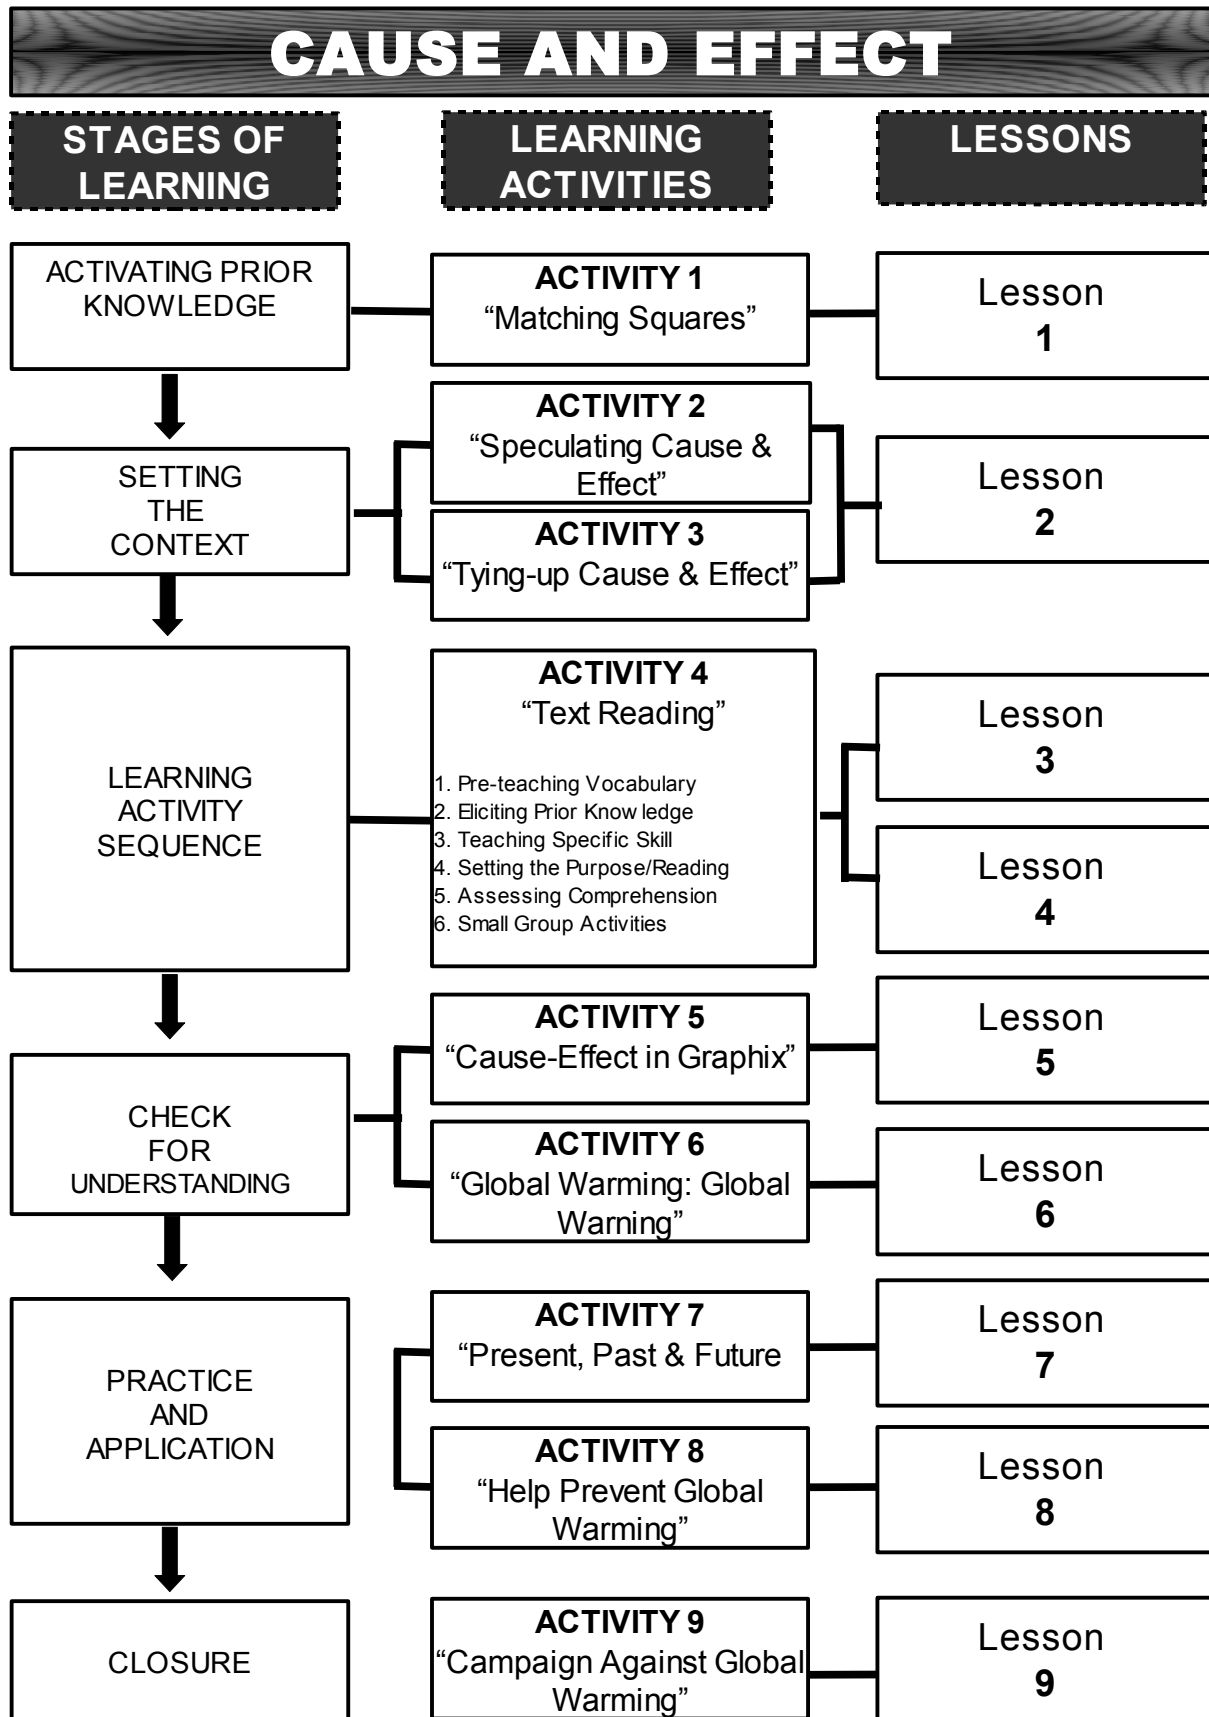 CAUSE AND EFFECT
STAGES OF
LEARNING
LEARNING
ACTIVITIES
LESSONS
ACTIVATING PRIOR
KNOWLEDGE
ACTIVITY 1
“Matching Squares”
Lesson
1
SETTING
THE
CONTEXT
ACTIVITY 2
“Speculating Cause &
Effect”
ACTIVITY 3
“Tying-up Cause & Effect”
Lesson
2
LEARNING
ACTIVITY
SEQUENCE
ACTIVITY 4
“Text Reading”
1. Pre-teaching Vocabulary
2. Eliciting Prior Knowledge
3. Teaching Specific Skill
4. Setting the Purpose/Reading
5. Assessing Comprehension
6. Small Group Activities
Lesson
3
Lesson
4
CHECK
FOR
UNDERSTANDING
ACTIVITY 5
“Cause-Effect in Graphix”
Lesson
5
ACTIVITY 6
“Global Warming: Global
Warning”
Lesson
6
PRACTICE
AND
APPLICATION
ACTIVITY 7
“Present, Past & Future
Lesson
7
ACTIVITY 8
“Help Prevent Global
Warming”
Lesson
8
CLOSURE
ACTIVITY 9
“Campaign Against Global
Warming”
Lesson
9